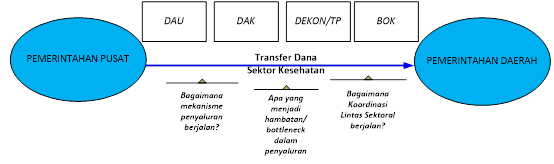 DAU
DAK
DEKON/TP
BOK
PEMERINTAHAN PUSAT
Transfer Dana
Sektor Kesehatan
PEMERINTAHAN DAERAH
Bagaimana
mekanisme
penyaluran
berjalan?
Apa yang
menjadi
hambatan/
bottleneck
dalam
penyaluran
Bagaimana
Koordinasi
Lintas Sektoral
berjalan?